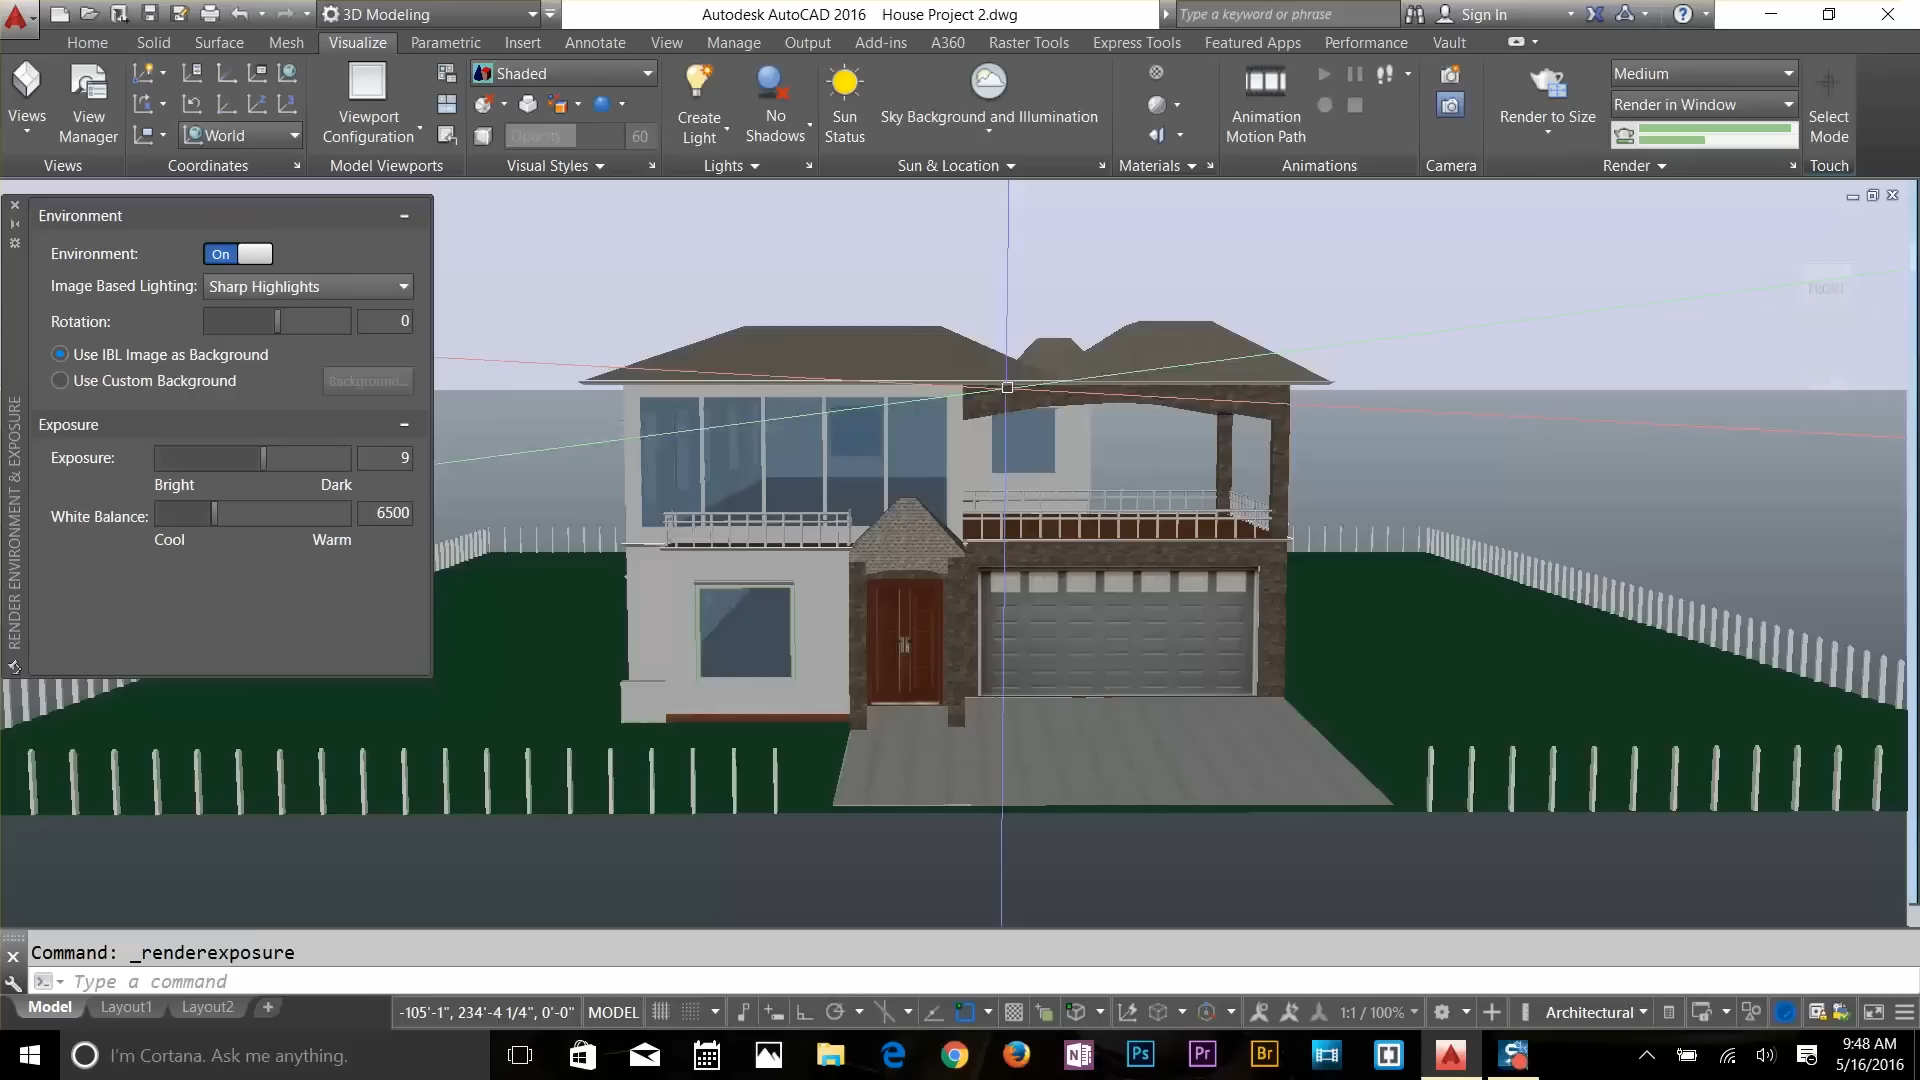 3D Modeling
Autodesk AutoCAD 2016 House Project 2.dwg
Type a keyword or phrase
Sign In
Home Solid Surface Mesh Visualize Parametric Insert Annotate View Manage Output Add-ins A360 Raster Tools Express Tools Featured Apps Performance Vault
Views
View
Manager
World
Viewport
Configuration
Shaded
Opacity 60
Create
Light
No
Shadows
Sun
Status
Sky Background and Illumination
Animation
Motion Path
Render to Size
Medium
Render in Window
Select
Mode
Views Coordinates Model Viewports Visual Styles Lights Sun & Location Materials Animations Camera Render Touch
Environment
Environment: On
Image Based Lighting: Sharp Highlights
Rotation: 0
Use IBL Image as Background
Use Custom Background Background...
Exposure
Exposure: 9
Bright Dark
White Balance: 6500
Cool Warm
RENDER ENVIRONMENT & EXPOSURE
FRONT
Command: _renderexposure
Type a command
Model Layout1 Layout2 +
-105'-1", 234'-4 1/4", 0'-0" MODEL 1:1 / 100% Architectural
I'm Cortana. Ask me anything.
N Ps Pr Br
9:48 AM
5/16/2016